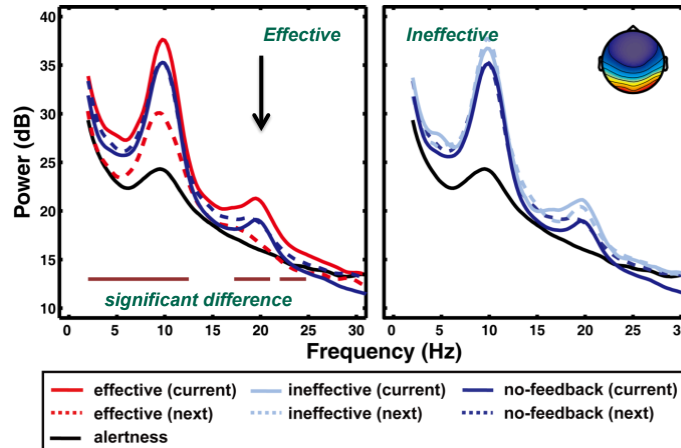 Effective
Ineffective
40
35
30
25
20
15
10
Power (dB)
significant difference
0 5 10 15 20 25 30
0 5 10 15 20 25 30
Frequency (Hz)
effective (current) ineffective (current) no-feedback (current)
effective (next) ineffective (next) no-feedback (next)
alertness